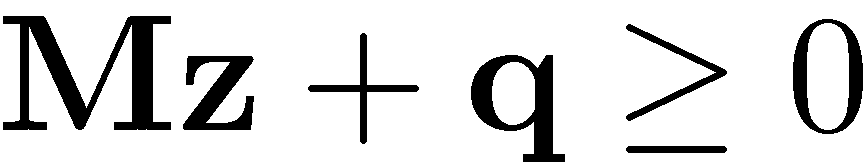 Mz + q ≥ 0